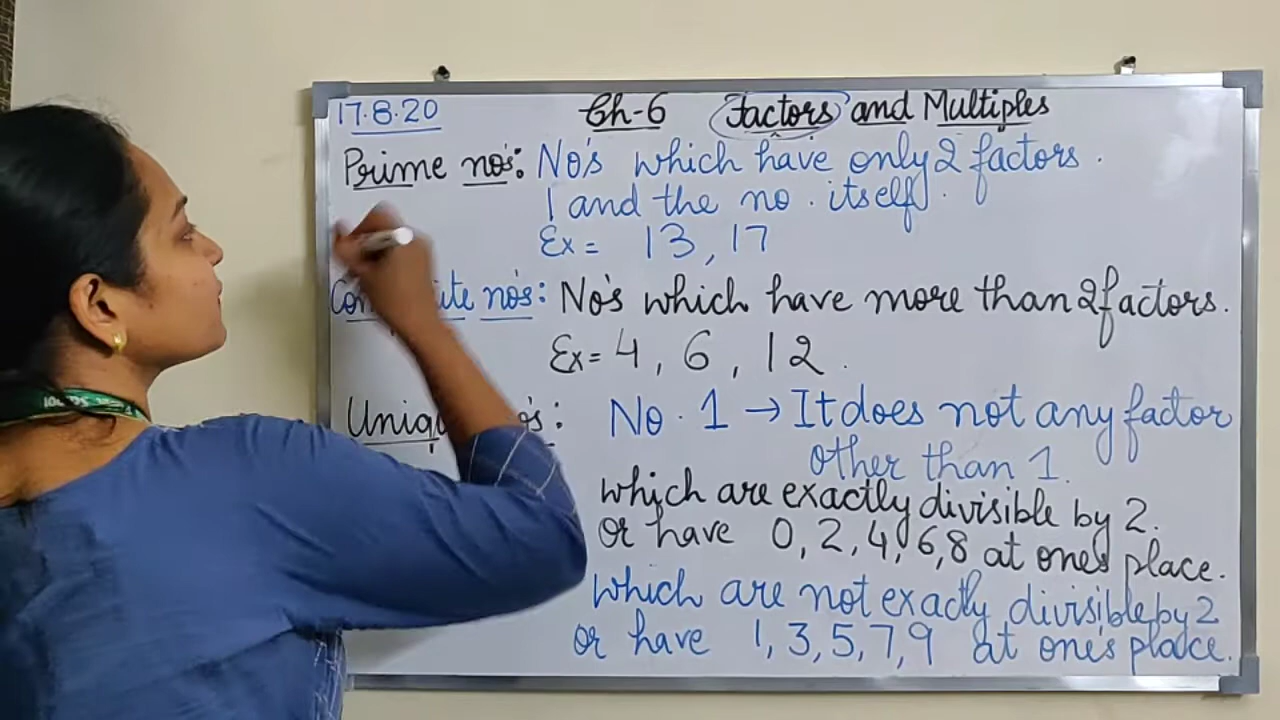 17.8.20 Ch-6 Factors and Multiples
Prime no's: No's which have only 2 factors.
1 and the no. itself.
Ex = 13, 17
no's: No's which have more than 2 factors.
Ex = 4, 6, 12.
No. 1 → It does not any factor
other than 1.
which are exactly divisible by 2.
or have 0, 2, 4, 6, 8 at one's place.
which are not exactly divisible by 2
or have 1, 3, 5, 7, 9 at one's place.